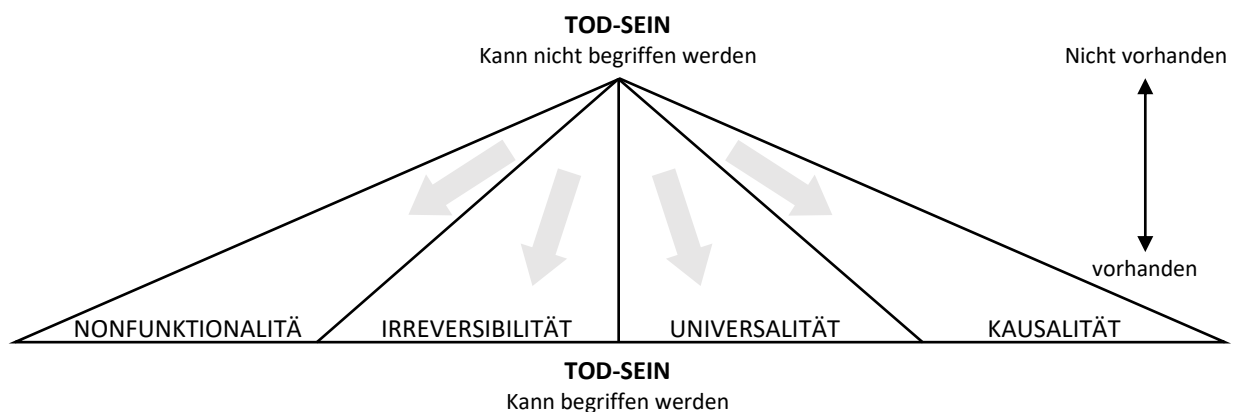 TOD-SEIN
Kann nicht begriffen werden
Nicht vorhanden
vorhanden
NONFUNKTIONALITÄ
IRREVERSIBILITÄT
UNIVERSALITÄT
KAUSALITÄT
TOD-SEIN
Kann begriffen werden